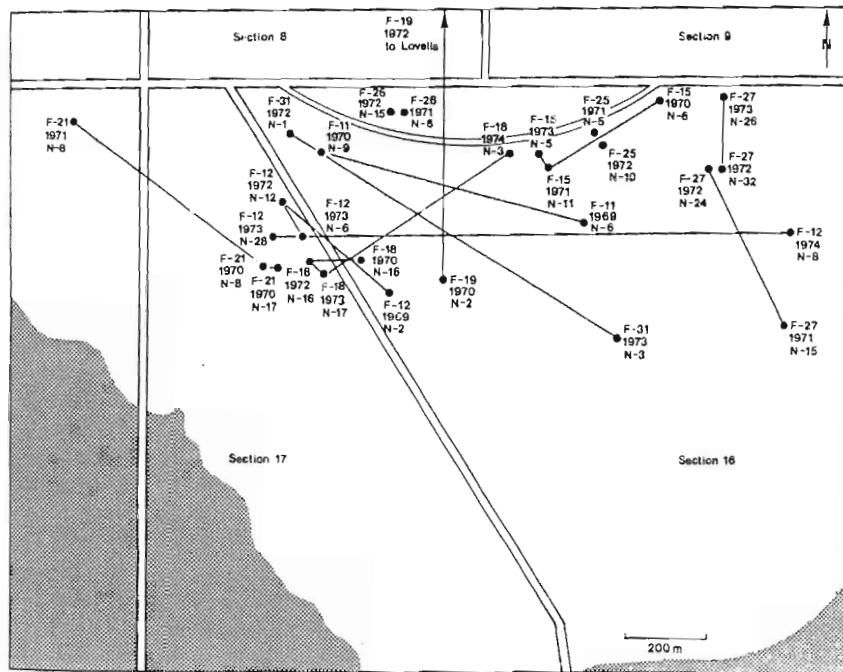 F-19
1972
to Lovells
Section 8
Section 9
N
F-21
1971
N-8
F-31
1972
N-1
F-11
1970
N-9
F-26
1972
N-15
F-26
1971
N-6
F-18
1974
N-3
F-15
1973
N-5
F-25
1971
N-5
F-15
1970
N-6
F-27
1973
N-26
F-15
1971
N-11
F-25
1972
N-10
F-27
1972
N-24
F-27
1972
N-32
F-12
1972
N-12
F-12
1973
N-28
F-12
1973
N-6
F-11
1969
N-6
F-12
1974
N-8
F-21
1970
N-8
F-21
1970
N-17
F-18
1972
N-16
F-18
1973
N-17
F-18
1970
N-16
F-12
1969
N-2
F-19
1970
N-2
F-31
1973
N-3
F-27
1971
N-15
Section 17
Section 16
200 m